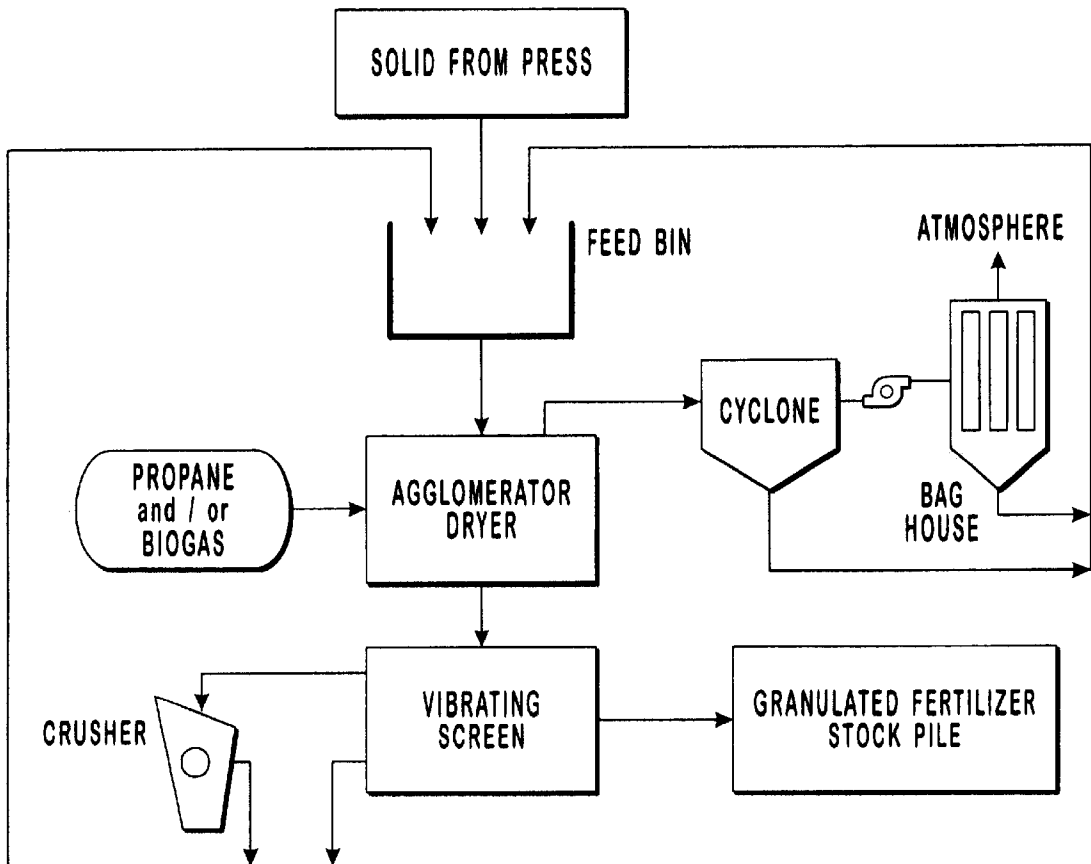 SOLID FROM PRESS
FEED BIN
ATMOSPHERE
CYCLONE
PROPANE
and / or
BIOGAS
AGGLOMERATOR
DRYER
BAG
HOUSE
CRUSHER
VIBRATING
SCREEN
GRANULATED FERTILIZER
STOCK PILE